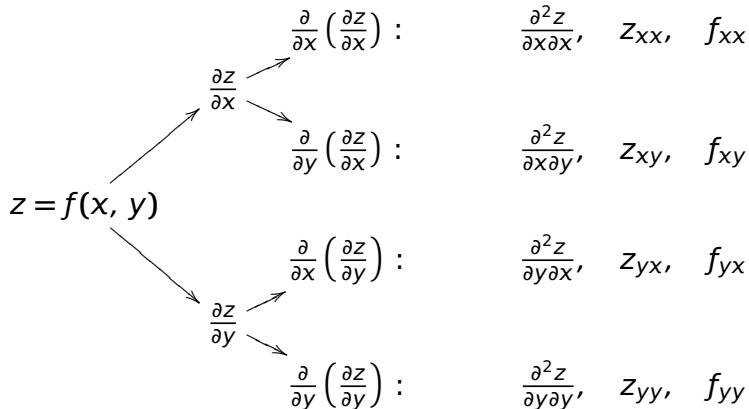 ∂/∂x (∂z/∂x) : ∂²z/∂x∂x, z_xx, f_xx
∂z/∂x
∂/∂y (∂z/∂x) : ∂²z/∂x∂y, z_xy, f_xy
z = f(x, y)
∂/∂x (∂z/∂y) : ∂²z/∂y∂x, z_yx, f_yx
∂z/∂y
∂/∂y (∂z/∂y) : ∂²z/∂y∂y, z_yy, f_yy